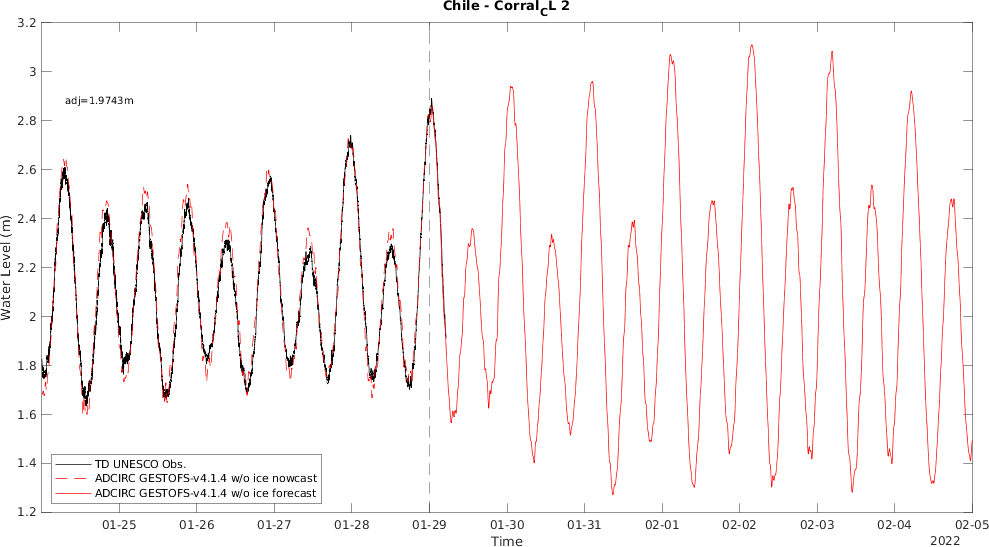 Chile - Corral_CL 2
3.2
3
2.8
2.6
2.4
2.2
2
1.8
1.6
1.4
1.2
Water Level (m)
adj=1.9743m
TD UNESCO Obs.
ADCIRC GESTOFS-v4.1.4 w/o ice nowcast
ADCIRC GESTOFS-v4.1.4 w/o ice forecast
01-25 01-26 01-27 01-28 01-29 01-30 01-31 02-01 02-02 02-03 02-04 02-05
Time
2022